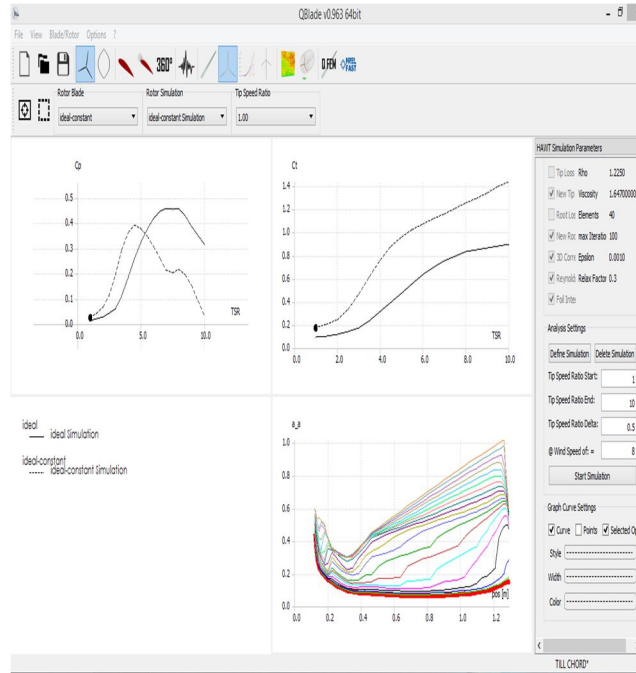 QBlade v0.963 64bit
File View Blade/Rotor Options ?
360°
Q FEM
NREL FAST
Rotor Blade
Rotor Simulation
Tip Speed Ratio
ideal-constant
ideal-constant Simulation
1.00
Cp
0.5
0.4
0.3
0.2
0.1
0.0
5.0
10.0
TSR
Ct
1.4
1.2
1.0
0.8
0.6
0.4
0.2
0.0
0.0 2.0 4.0 6.0 8.0 10.0
TSR
ideal
ideal Simulation
ideal-constant
ideal-constant Simulation
a_a
1.0
0.8
0.6
0.4
0.2
0.0
0.0 0.2 0.4 0.6 0.8 1.0 1.2
pos [m]
HAWT Simulation Parameters
Tip Loss Rho 1.2250
New Tip Viscosity 1.64700000
Root Los Elements 40
New Roo max Iteratio 100
3D Corre Epsilon 0.0010
Reynold Relax Factor 0.3
Foil Inter
Analysis Settings
Define Simulation Delete Simulation
Tip Speed Ratio Start: 1
Tip Speed Ratio End: 10
Tip Speed Ratio Delta: 0.5
@ Wind Speed of: = 8
Start Simulation
Graph Curve Settings
Curve Points Selected Op
Style
Width
Color
TILL CHORD*